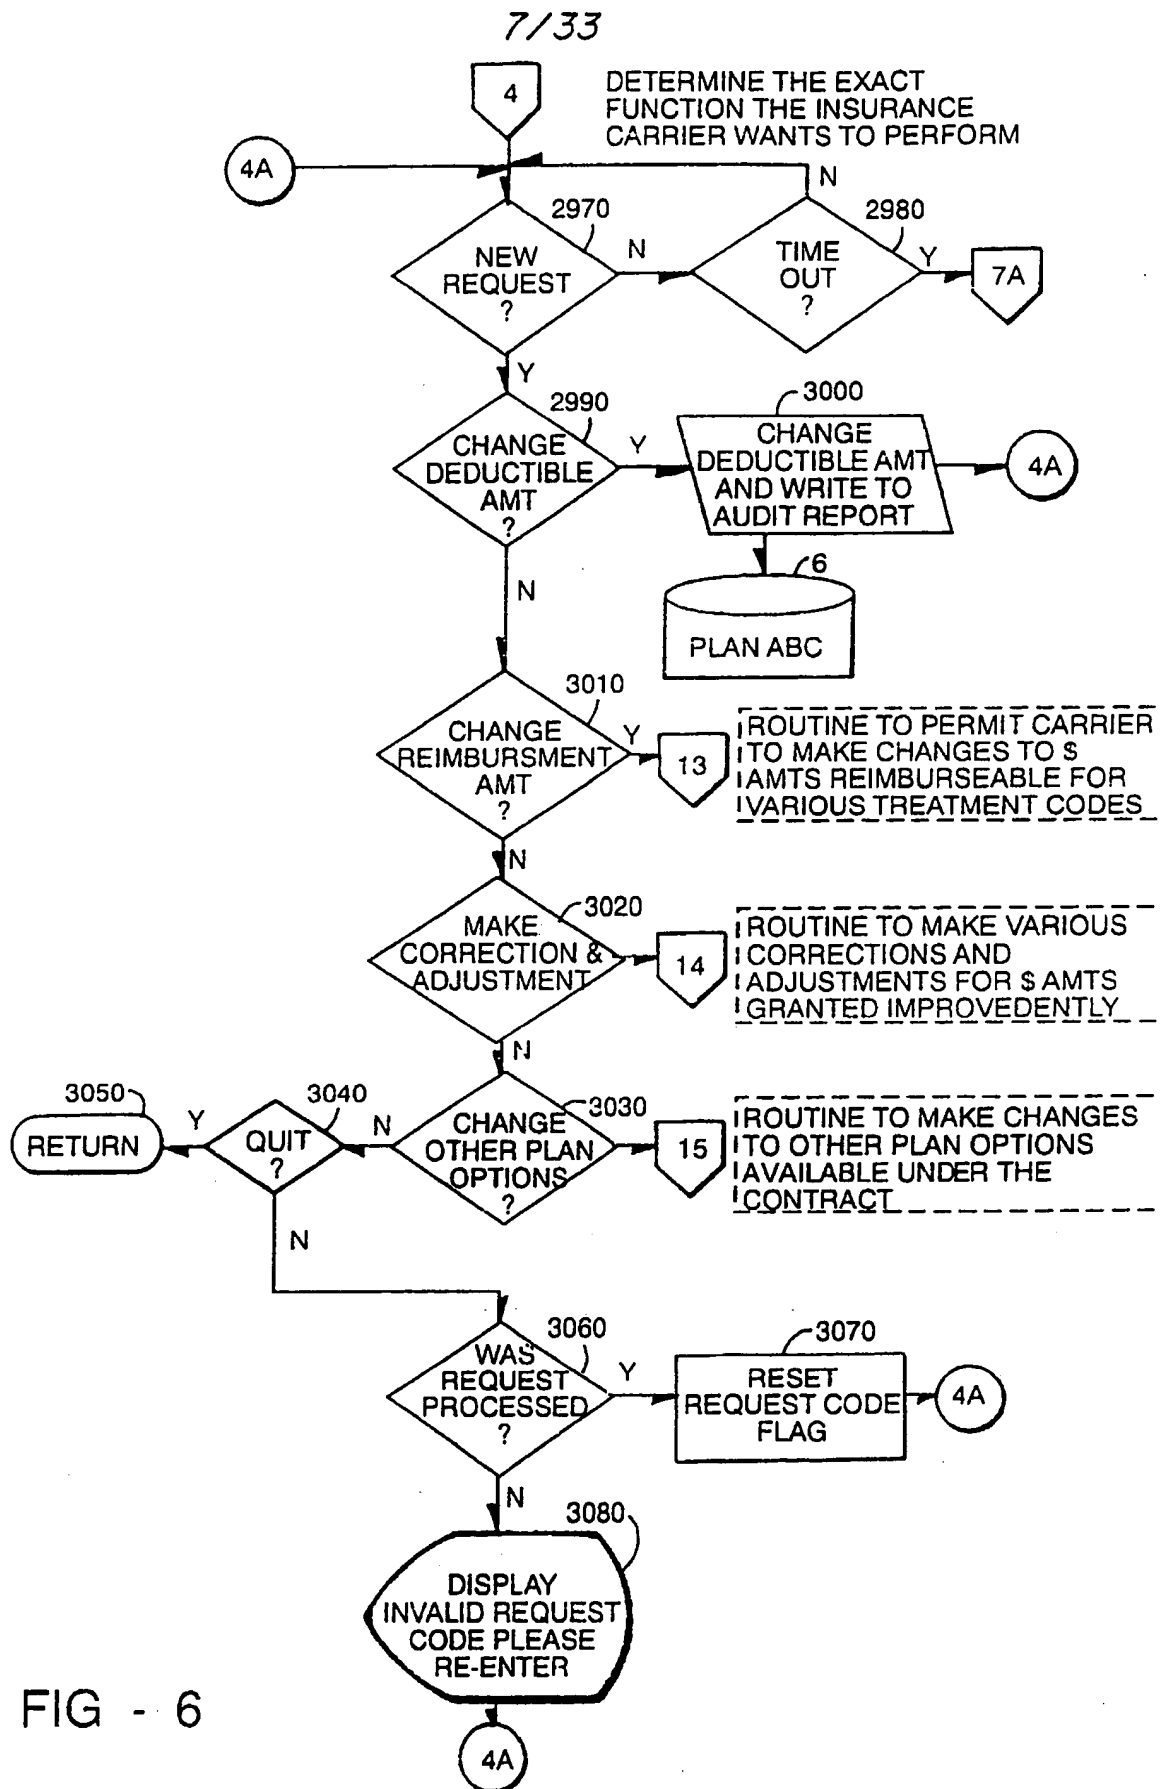 7/33
4
DETERMINE THE EXACT
FUNCTION THE INSURANCE
CARRIER WANTS TO PERFORM
4A
N
2970
2980
NEW
REQUEST
?
N
TIME
OUT
?
Y
7A
Y
2990
3000
CHANGE
DEDUCTIBLE
AMT
?
Y
CHANGE
DEDUCTIBLE AMT
AND WRITE TO
AUDIT REPORT
4A
6
N
PLAN ABC
3010
CHANGE
REIMBURSMENT
AMT
?
Y
13
ROUTINE TO PERMIT CARRIER
TO MAKE CHANGES TO $
AMTS REIMBURSEABLE FOR
VARIOUS TREATMENT CODES
N
3020
MAKE
CORRECTION &
ADJUSTMENT
14
ROUTINE TO MAKE VARIOUS
CORRECTIONS AND
ADJUSTMENTS FOR $ AMTS
GRANTED IMPROVEDENTLY
N
3050
3040
3030
RETURN
Y
QUIT
?
N
CHANGE
OTHER PLAN
OPTIONS
?
15
ROUTINE TO MAKE CHANGES
TO OTHER PLAN OPTIONS
AVAILABLE UNDER THE
CONTRACT
N
3060
3070
WAS
REQUEST
PROCESSED
?
Y
RESET
REQUEST CODE
FLAG
4A
N
3080
DISPLAY
INVALID REQUEST
CODE PLEASE
RE-ENTER
FIG - 6
4A